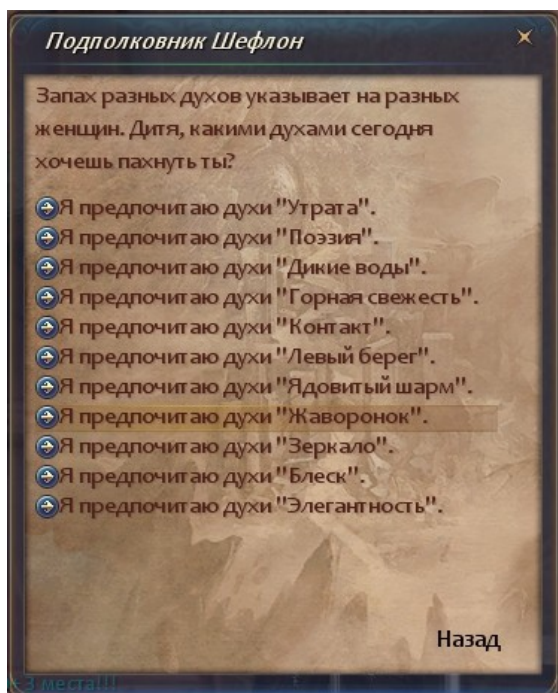 Подполковник Шефлон
Запах разных духов указывает на разных
женщин. Дитя, какими духами сегодня
хочешь пахнуть ты?
Я предпочитаю духи "Утрата".
Я предпочитаю духи "Поэзия".
Я предпочитаю духи "Дикие воды".
Я предпочитаю духи "Горная свежесть".
Я предпочитаю духи "Контакт".
Я предпочитаю духи "Левый берег".
Я предпочитаю духи "Ядовитый шарм".
Я предпочитаю духи "Жаворонок".
Я предпочитаю духи "Зеркало".
Я предпочитаю духи "Блеск".
Я предпочитаю духи "Элегантность".
Назад
3 места!!!